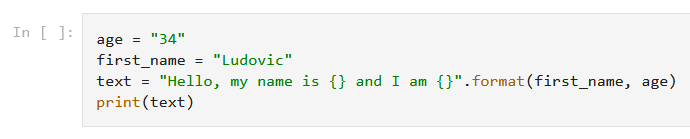 In [ ]:
age = "34"
first_name = "Ludovic"
text = "Hello, my name is {} and I am {}".format(first_name, age)
print(text)